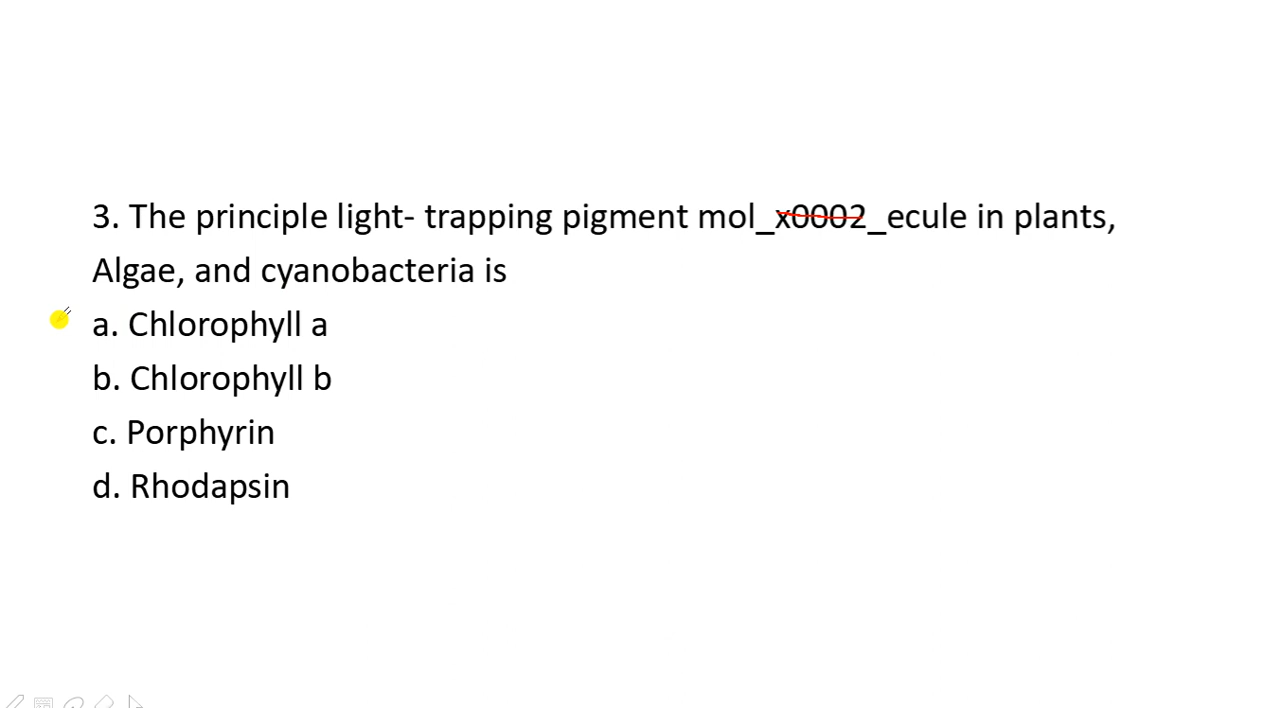 3. The principle light- trapping pigment mol_x0002_ecule in plants,
Algae, and cyanobacteria is
a. Chlorophyll a
b. Chlorophyll b
c. Porphyrin
d. Rhodapsin